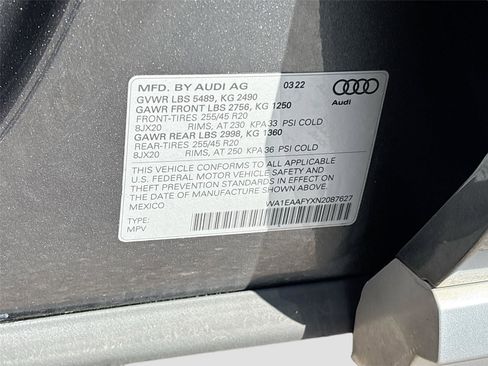 MFD. BY AUDI AG 03 22
GVWR LBS 5489, KG 2490
GAWR FRONT LBS 2756, KG 1250
FRONT-TIRES 255/45 R20
8JX20 RIMS, AT 230 KPA 33 PSI COLD
GAWR REAR LBS 2998, KG 1360
REAR-TIRES 255/45 R20
8JX20 RIMS, AT 250 KPA 36 PSI COLD
THIS VEHICLE CONFORMS TO ALL APPLICABLE
U.S. FEDERAL MOTOR VEHICLE SAFETY AND
THEFT PREVENTION STANDARDS IN EFFECT ON
THE DATE OF MANUFACTURE SHOWN ABOVE.
MEXICO
TYPE:
MPV
Audi
WA1EAAFYXN2087627